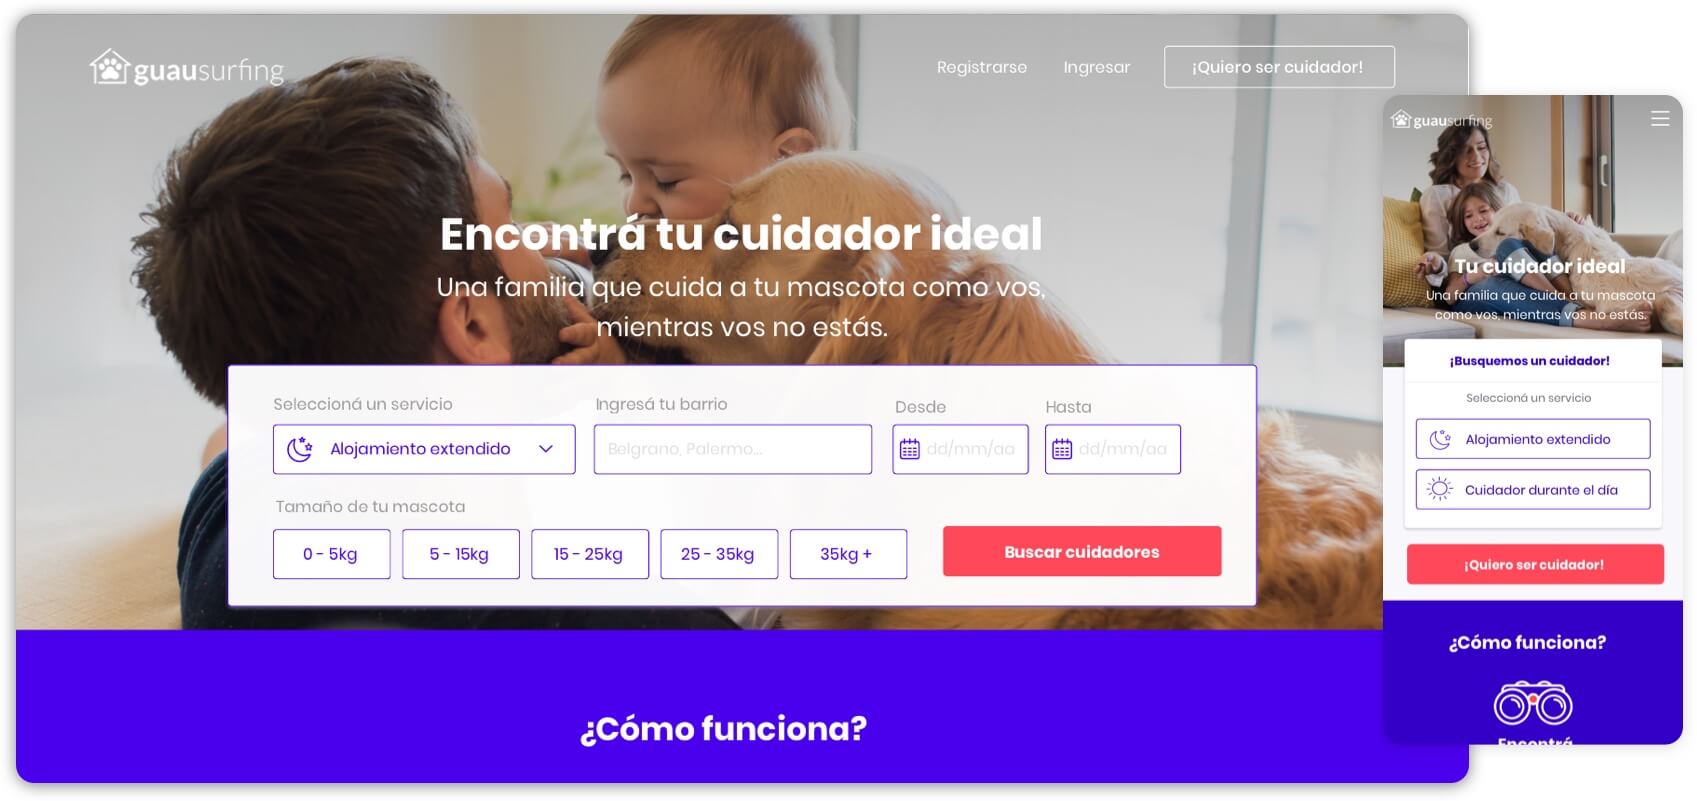 guausurfing
Registrarse
Ingresar
¡Quiero ser cuidador!
Encontrá tu cuidador ideal
Una familia que cuida a tu mascota como vos,
mientras vos no estás.
Seleccioná un servicio
Ingresá tu barrio
Desde
Hasta
Alojamiento extendido
Belgrano, Palermo...
dd/mm/aa
dd/mm/aa
Tamaño de tu mascota
0 - 5kg
5 - 15kg
15 - 25kg
25 - 35kg
35kg +
Buscar cuidadores
¿Cómo funciona?
guausurfing
Tu cuidador ideal
Una familia que cuida a tu mascota
como vos, mientras vos no estás.
¡Busquemos un cuidador!
Seleccioná un servicio
Alojamiento extendido
Cuidador durante el día
¡Quiero ser cuidador!
¿Cómo funciona?
Encontrá